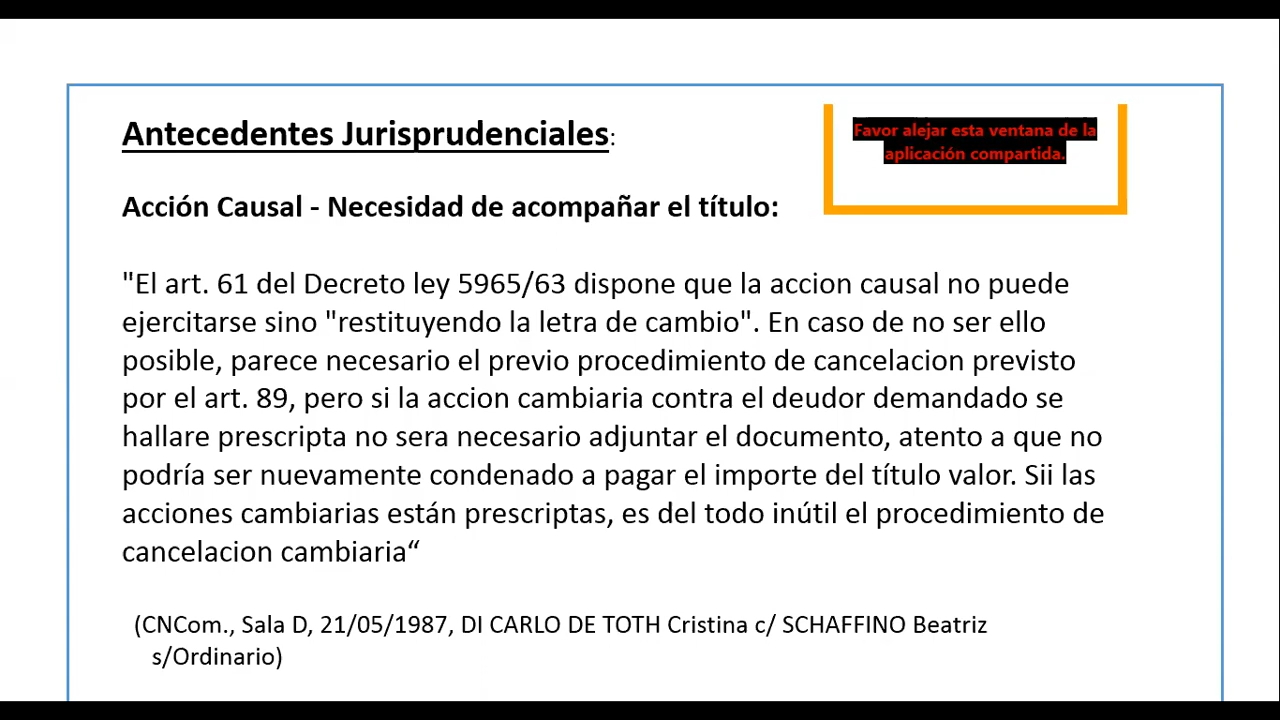 Antecedentes Jurisprudenciales:
Favor alejar esta ventana de la
aplicación compartida.
Acción Causal - Necesidad de acompañar el título:
"El art. 61 del Decreto ley 5965/63 dispone que la accion causal no puede
ejercitarse sino "restituyendo la letra de cambio". En caso de no ser ello
posible, parece necesario el previo procedimiento de cancelacion previsto
por el art. 89, pero si la accion cambiaria contra el deudor demandado se
hallare prescripta no sera necesario adjuntar el documento, atento a que no
podría ser nuevamente condenado a pagar el importe del título valor. Sii las
acciones cambiarias están prescriptas, es del todo inútil el procedimiento de
cancelacion cambiaria“
(CNCom., Sala D, 21/05/1987, DI CARLO DE TOTH Cristina c/ SCHAFFINO Beatriz
s/Ordinario)